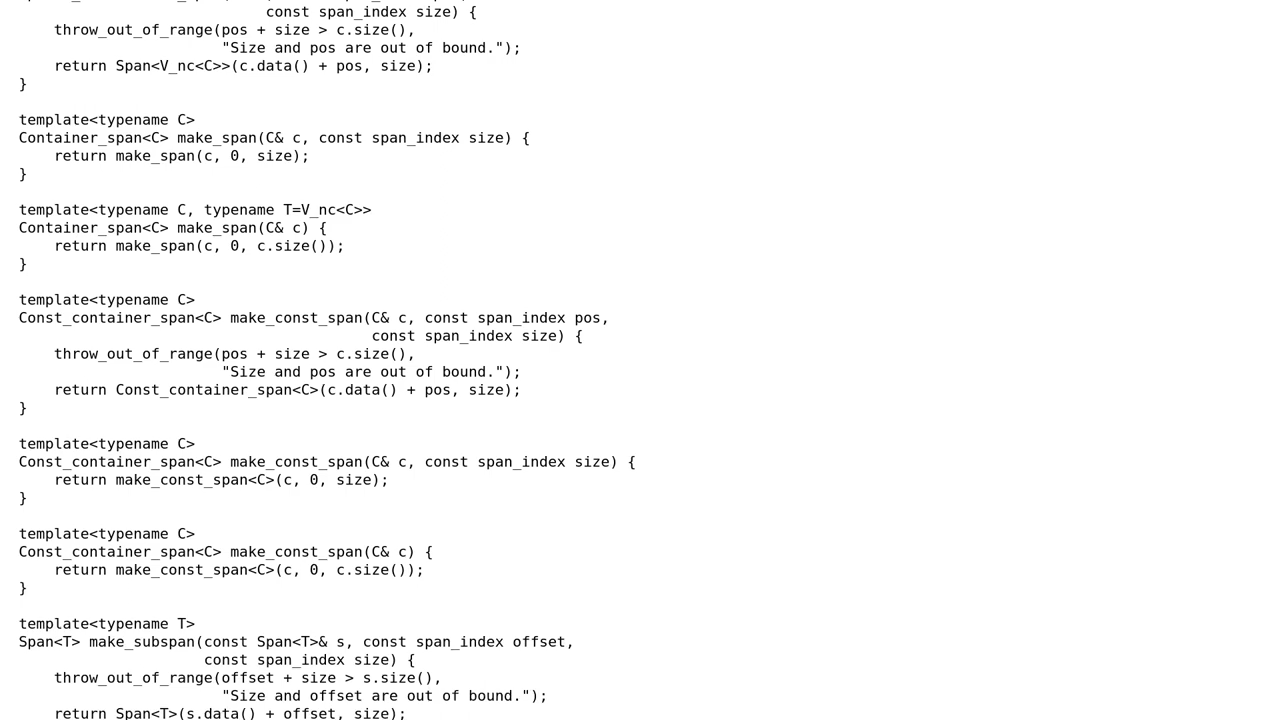 const span_index size) {
    throw_out_of_range(pos + size > c.size(),
                       "Size and pos are out of bound.");
    return Span<V_nc<C>>(c.data() + pos, size);
}

template<typename C>
Container_span<C> make_span(C& c, const span_index size) {
    return make_span(c, 0, size);
}

template<typename C, typename T=V_nc<C>>
Container_span<C> make_span(C& c) {
    return make_span(c, 0, c.size());
}

template<typename C>
Const_container_span<C> make_const_span(C& c, const span_index pos,
                                        const span_index size) {
    throw_out_of_range(pos + size > c.size(),
                       "Size and pos are out of bound.");
    return Const_container_span<C>(c.data() + pos, size);
}

template<typename C>
Const_container_span<C> make_const_span(C& c, const span_index size) {
    return make_const_span<C>(c, 0, size);
}

template<typename C>
Const_container_span<C> make_const_span(C& c) {
    return make_const_span<C>(c, 0, c.size());
}

template<typename T>
Span<T> make_subspan(const Span<T>& s, const span_index offset,
                     const span_index size) {
    throw_out_of_range(offset + size > s.size(),
                       "Size and offset are out of bound.");
    return Span<T>(s.data() + offset, size);